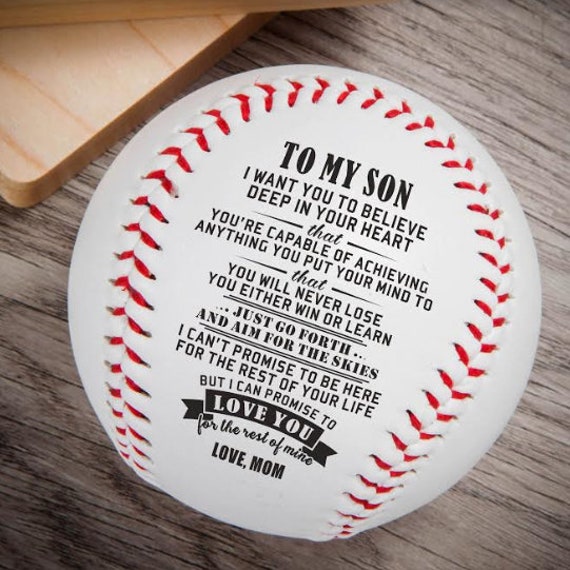 TO MY SON
I WANT YOU TO BELIEVE
DEEP IN YOUR HEART
that
YOU'RE CAPABLE OF ACHIEVING
ANYTHING YOU PUT YOUR MIND TO
that
YOU WILL NEVER LOSE
YOU EITHER WIN OR LEARN
... JUST GO FORTH ...
AND AIM FOR THE SKIES
I CAN'T PROMISE TO BE HERE
FOR THE REST OF YOUR LIFE
BUT I CAN PROMISE TO
LOVE YOU
for the rest of mine
LOVE, MOM